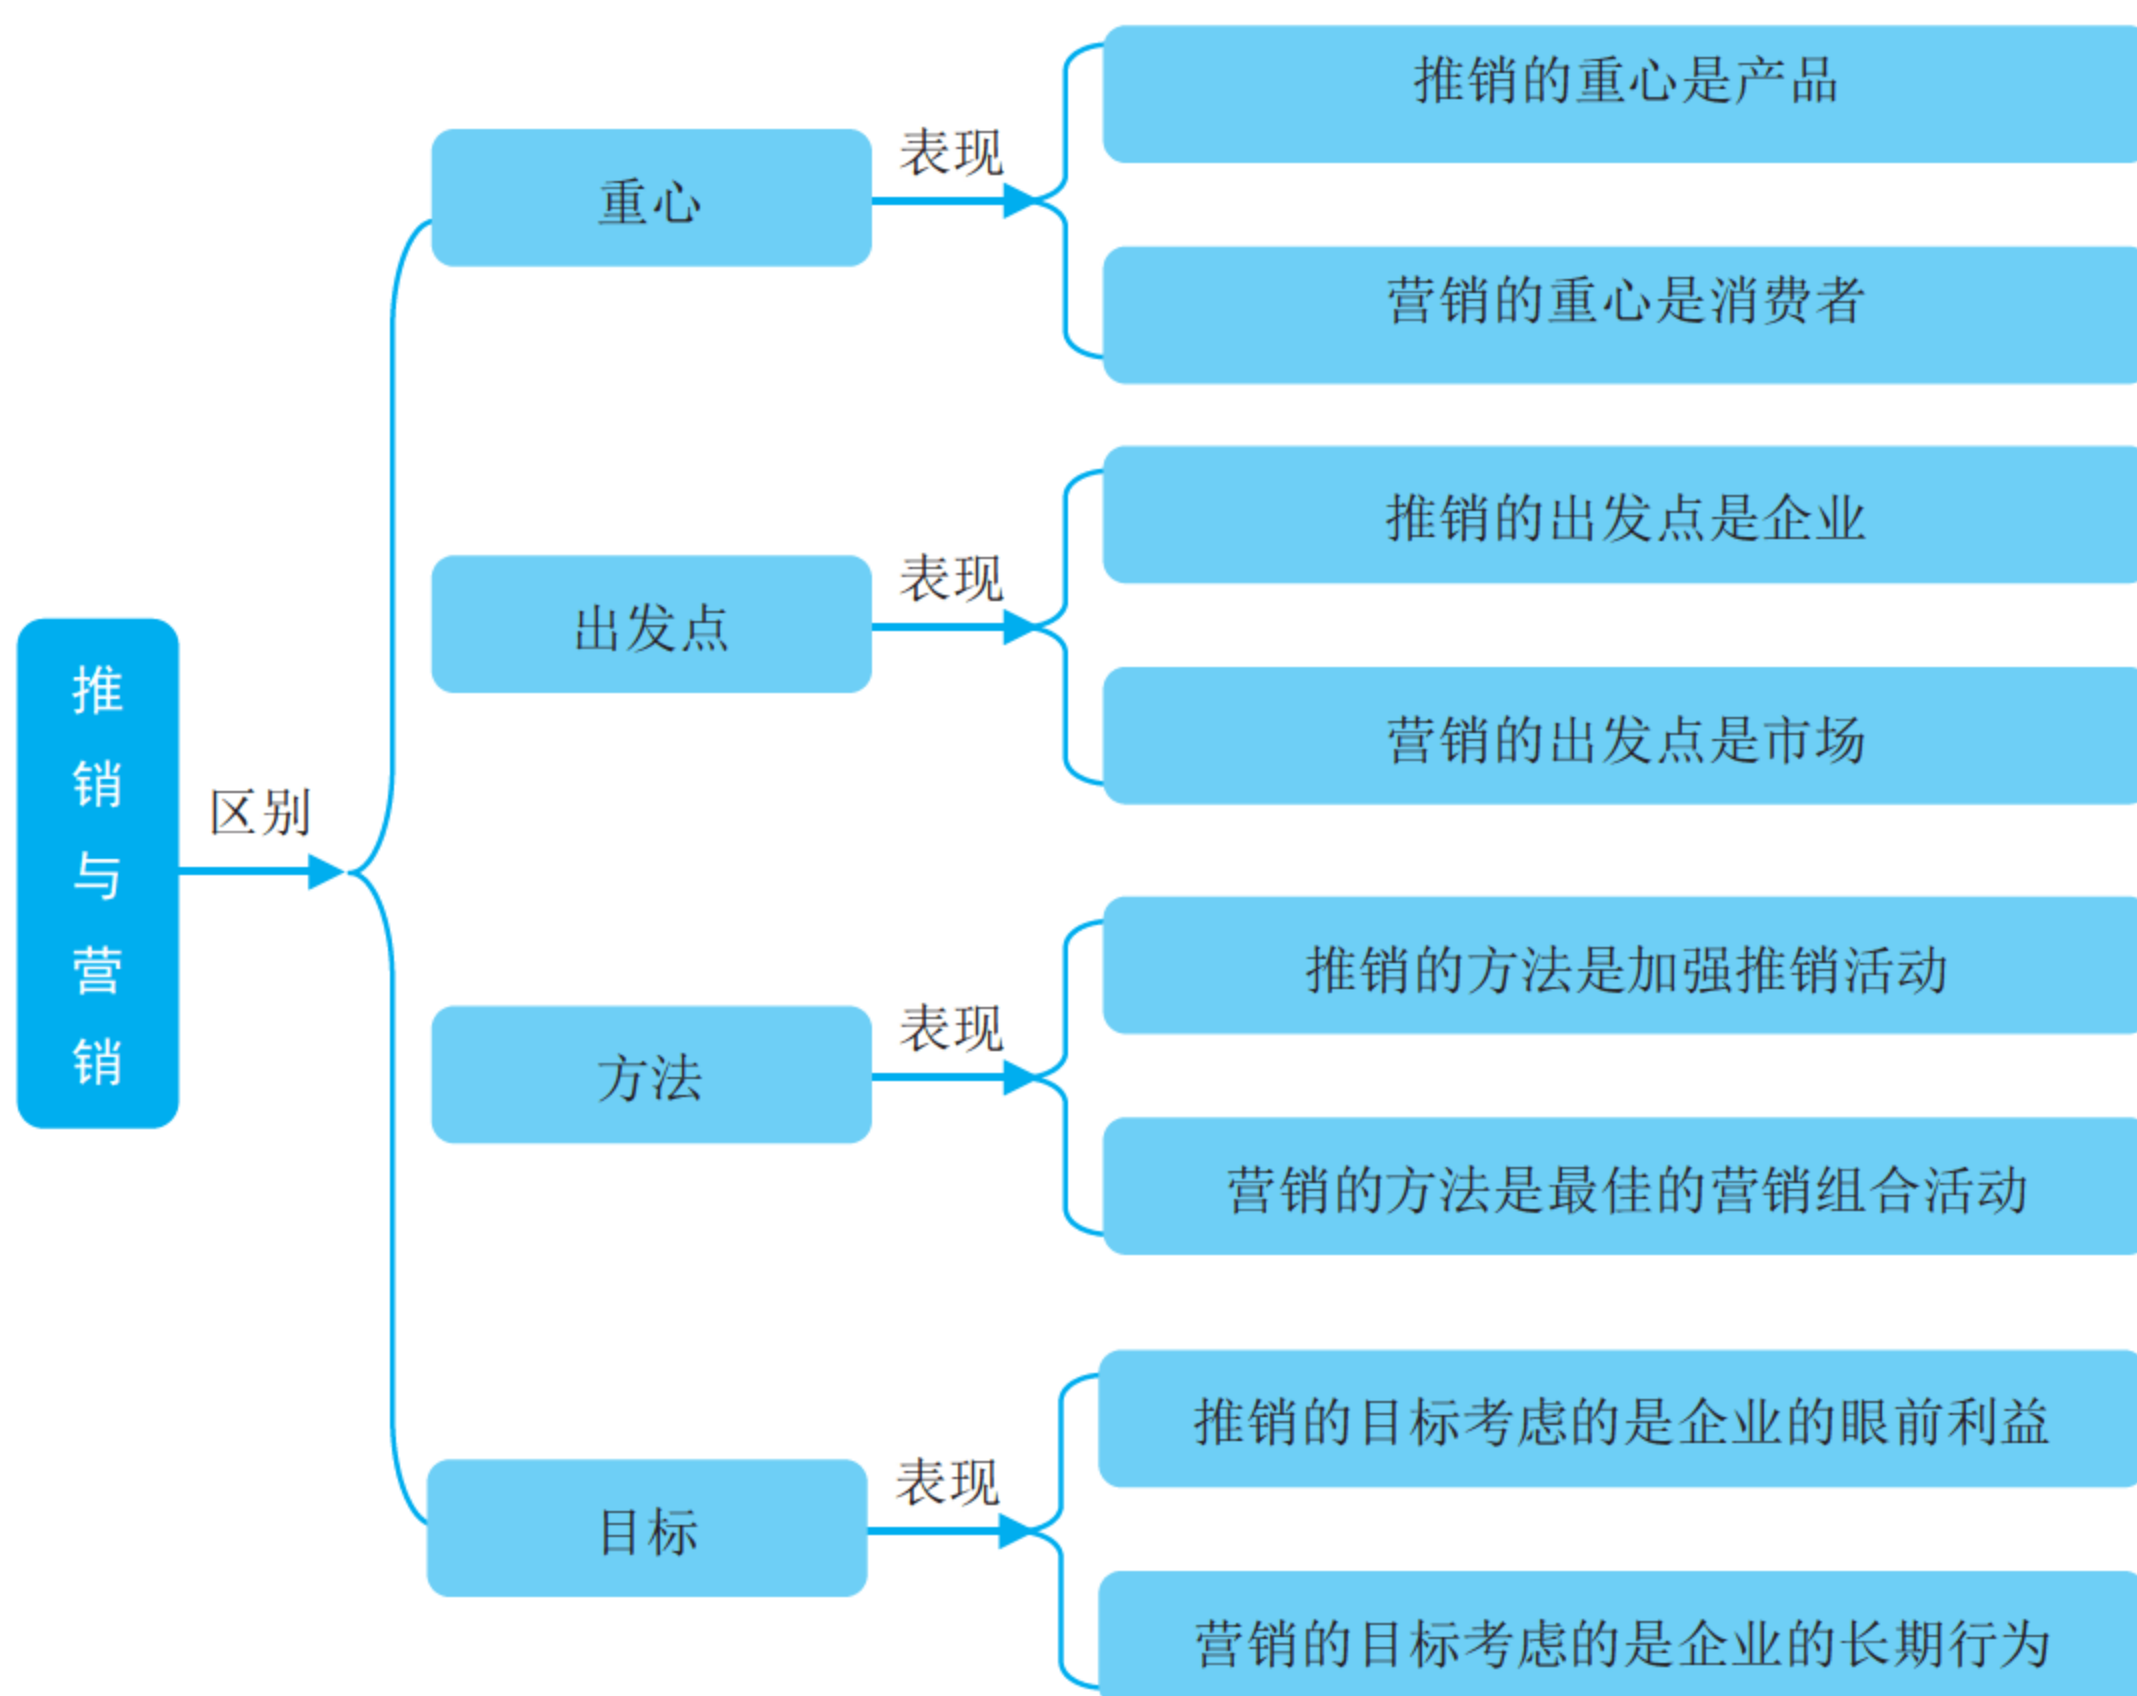 推销与营销
区别
重心
表现
推销的重心是产品
营销的重心是消费者
出发点
表现
推销的出发点是企业
营销的出发点是市场
方法
表现
推销的方法是加强推销活动
营销的方法是最佳的营销组合活动
目标
表现
推销的目标考虑的是企业的眼前利益
营销的目标考虑的是企业的长期行为